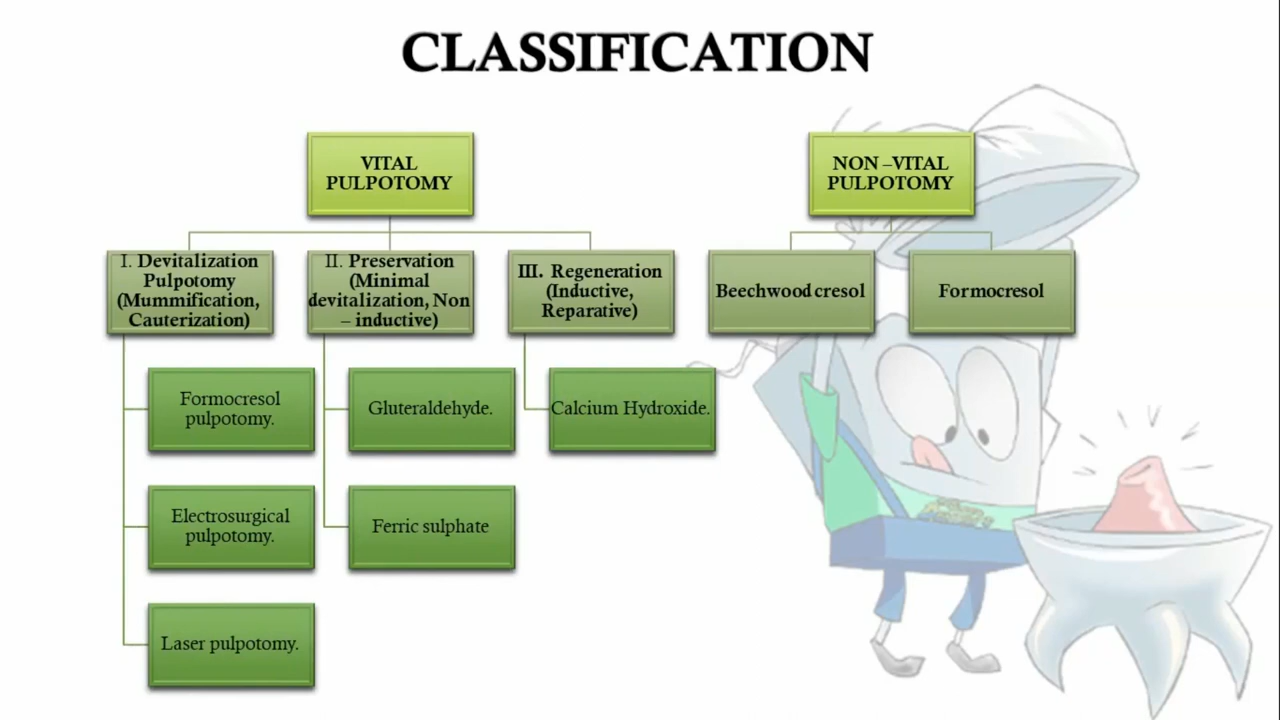 CLASSIFICATION
VITAL
PULPOTOMY
NON –VITAL
PULPOTOMY
I. Devitalization
Pulpotomy
(Mummification,
Cauterization)
II. Preservation
(Minimal
devitalization, Non
– inductive)
III. Regeneration
(Inductive,
Reparative)
Beechwood cresol
Formocresol
Formocresol
pulpotomy.
Gluteraldehyde.
Calcium Hydroxide.
Electrosurgical
pulpotomy.
Ferric sulphate
Laser pulpotomy.